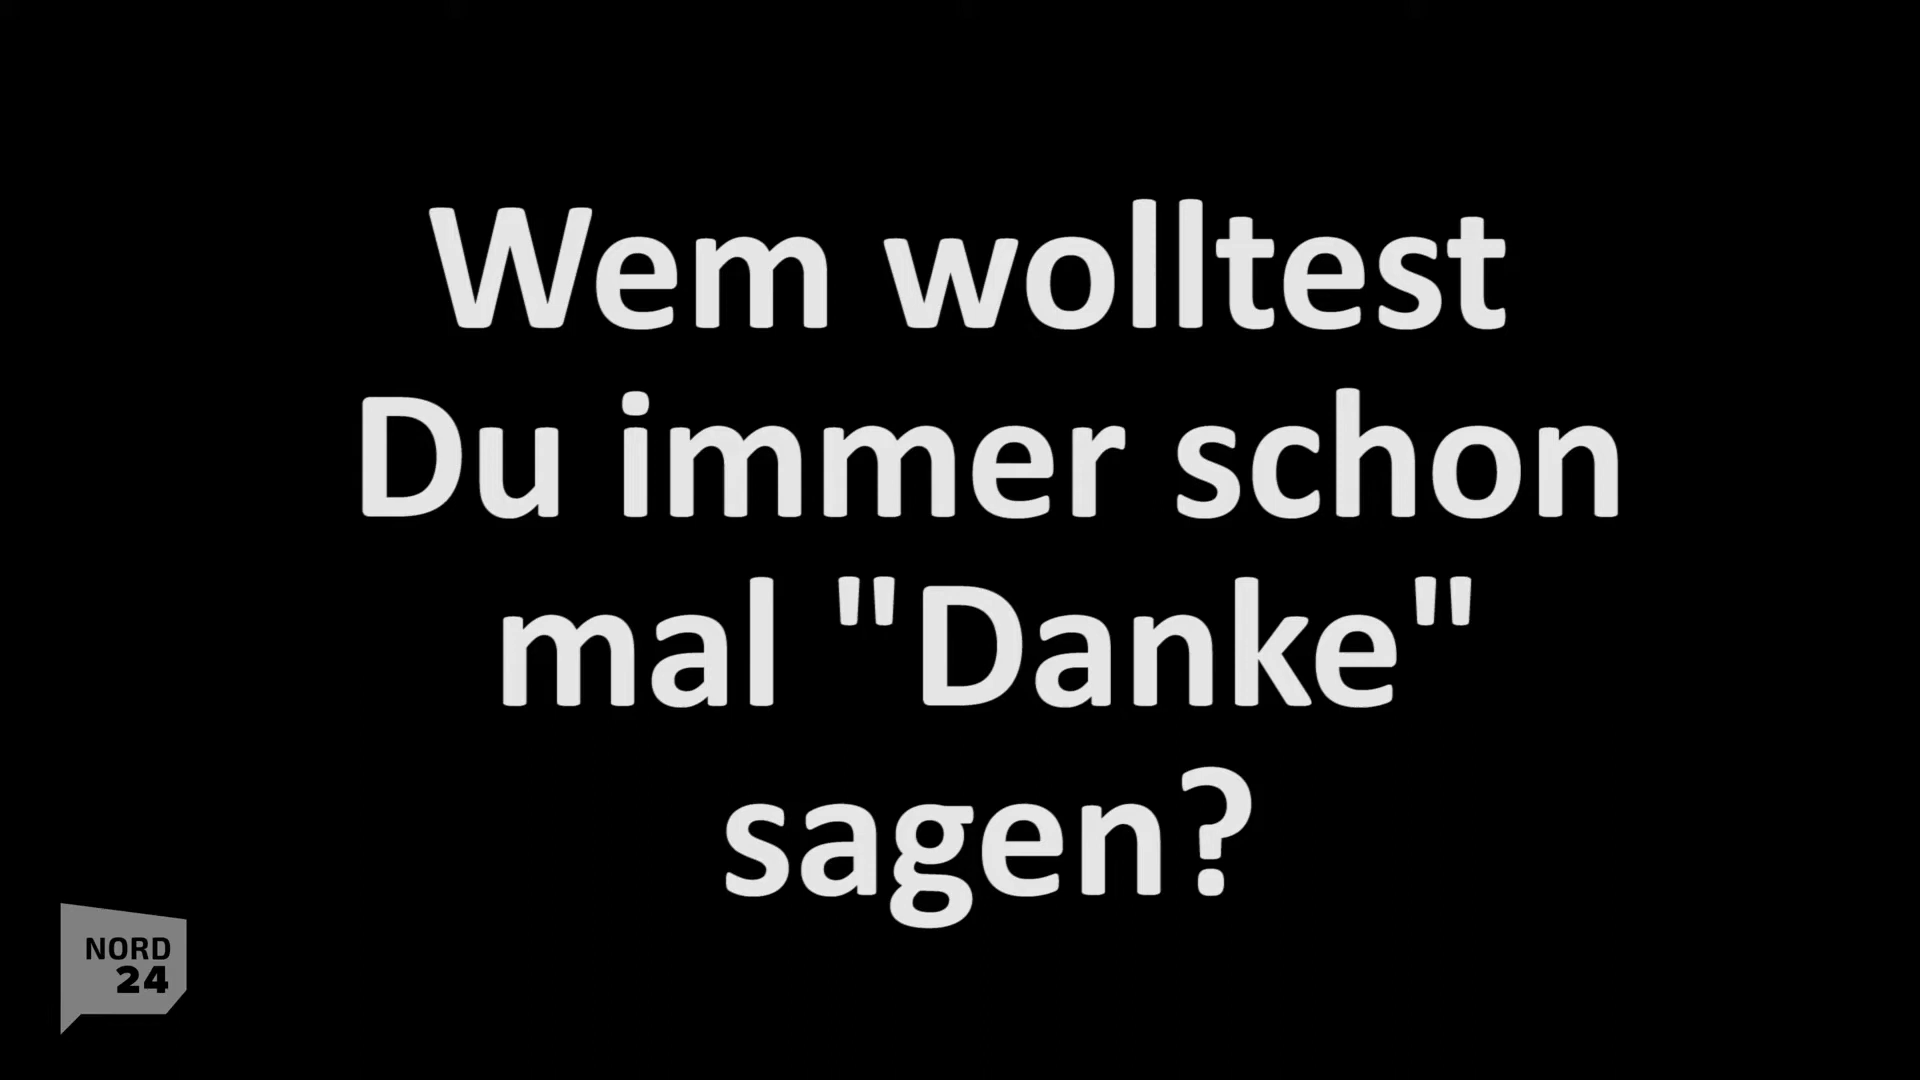 Wem wolltest
Du immer schon
mal "Danke"
sagen?
NORD
24